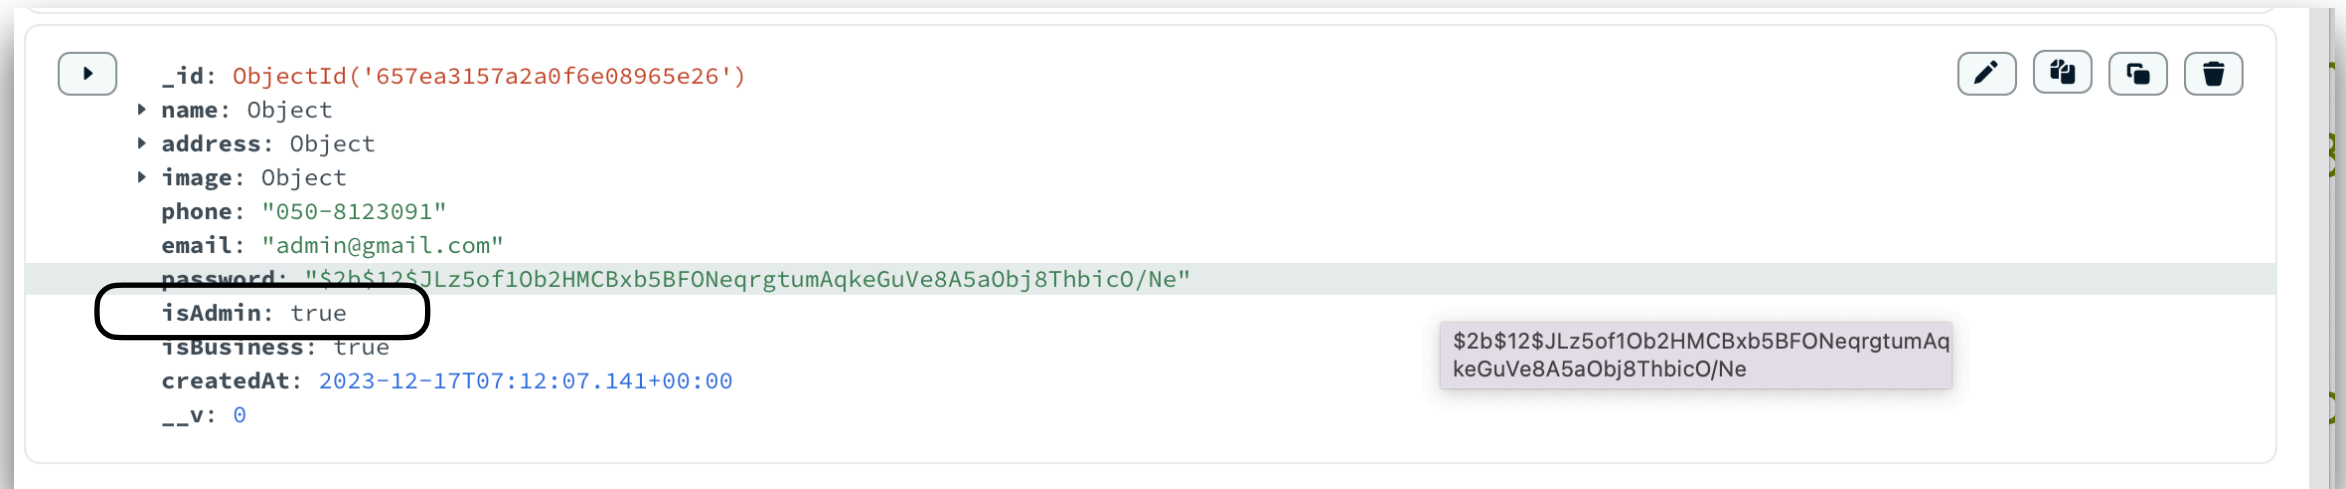 _id: ObjectId('657ea3157a2a0f6e08965e26')
name: Object
address: Object
image: Object
phone: "050-8123091"
email: "admin@gmail.com"
password: "$2b$12$JLz5of1Ob2HMCBxb5BFONeqrgtumAqkeGuVe8A5aObj8ThbicO/Ne"
isAdmin: true
isBusiness: true
createdAt: 2023-12-17T07:12:07.141+00:00
__v: 0
$2b$12$JLz5of1Ob2HMCBxb5BFONeqrgtumAq
keGuVe8A5aObj8ThbicO/Ne